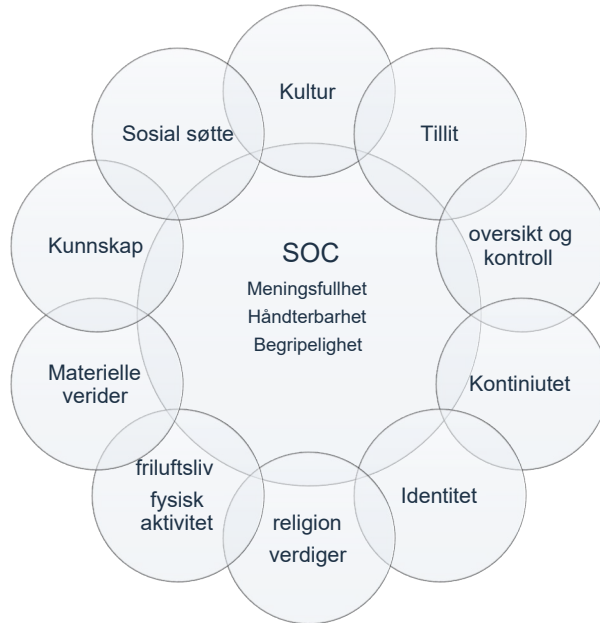 Kultur
Tillit
oversikt og
kontroll
Kontiniutet
Identitet
religion
verdiger
friluftsliv
fysisk
aktivitet
Materielle
verider
Kunnskap
Sosial søtte
SOC
Meningsfullhet
Håndterbarhet
Begripelighet